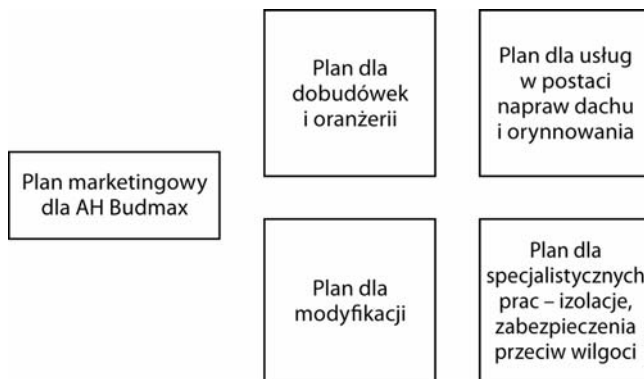 Plan marketingowy
dla AH Budmax
Plan dla
dobudówek
i oranżerii
Plan dla usług
w postaci
napraw dachu
i orynnowania
Plan dla
modyfikacji
Plan dla
specjalistycznych
prac – izolacje,
zabezpieczenia
przeciw wilgoci